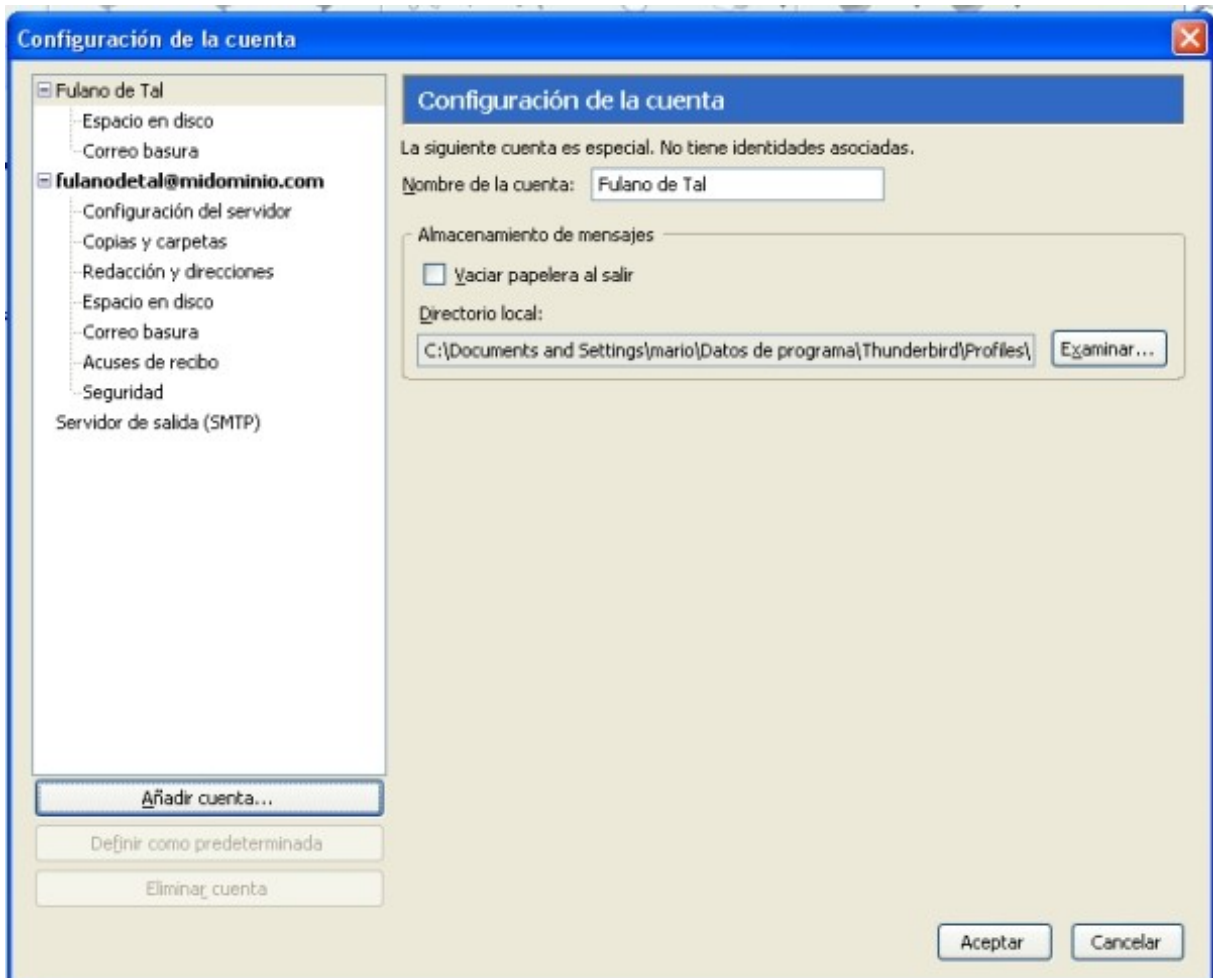 Configuración de la cuenta
Fulano de Tal
Espacio en disco
Correo basura
fulanodetal@midominio.com
Configuración del servidor
Copias y carpetas
Redacción y direcciones
Espacio en disco
Correo basura
Acuses de recibo
Seguridad
Servidor de salida (SMTP)
Añadir cuenta...
Definir como predeterminada
Eliminar cuenta
Configuración de la cuenta
La siguiente cuenta es especial. No tiene identidades asociadas.
Nombre de la cuenta: Fulano de Tal
Almacenamiento de mensajes
Vaciar papelera al salir
Directorio local:
C:\Documents and Settings\mario\Datos de programa\Thunderbird\Profiles\ Examinar...
Aceptar Cancelar